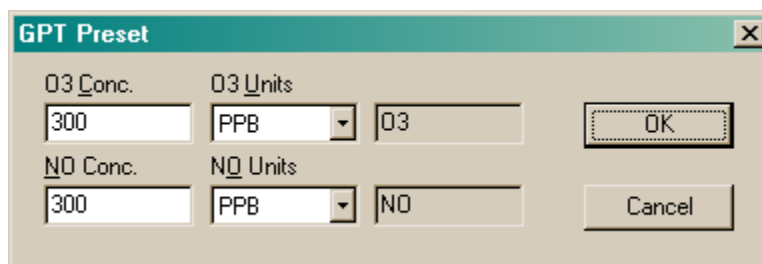 GPT Preset
O3 Conc. O3 Units
300 PPB O3 OK
NO Conc. NO Units
300 PPB NO Cancel